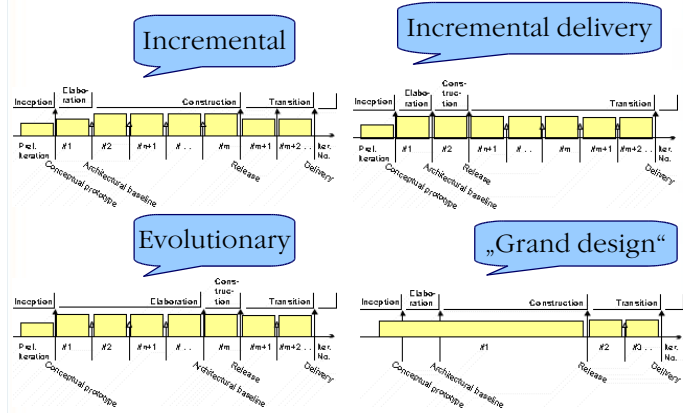 Incremental
Elabo-
ration
Inception
Construction
Transition
Prel.
Iteration
#1
#2
#n+1
# . .
#m
#m+1
#m+2 . .
Iter.
No.
Conceptual prototype
Architectural baseline
Release
Delivery
Incremental delivery
Inception
Elabo-
ration
Cons-
truc-
tion
Transition
Prel.
Iteration
#1
#2
#n+1
# . .
#m
#m+1
#m+2 . .
Iter.
No.
Conceptual prototype
Architectural baseline
Release
Delivery
Evolutionary
Inception
Elaboration
Cons-
truc-
tion
Transition
Prel.
Iteration
#1
#2
#n+1
# . .
#m
#m+1
#m+2 . .
Iter.
No.
Conceptual prototype
Architectural baseline
Release
Delivery
„Grand design“
Inception
Elabo-
ration
Construction
Transition
#1
#2
#3. . .
Iter.
No.
Conceptual prototype
Architectural baseline
Release
Delivery